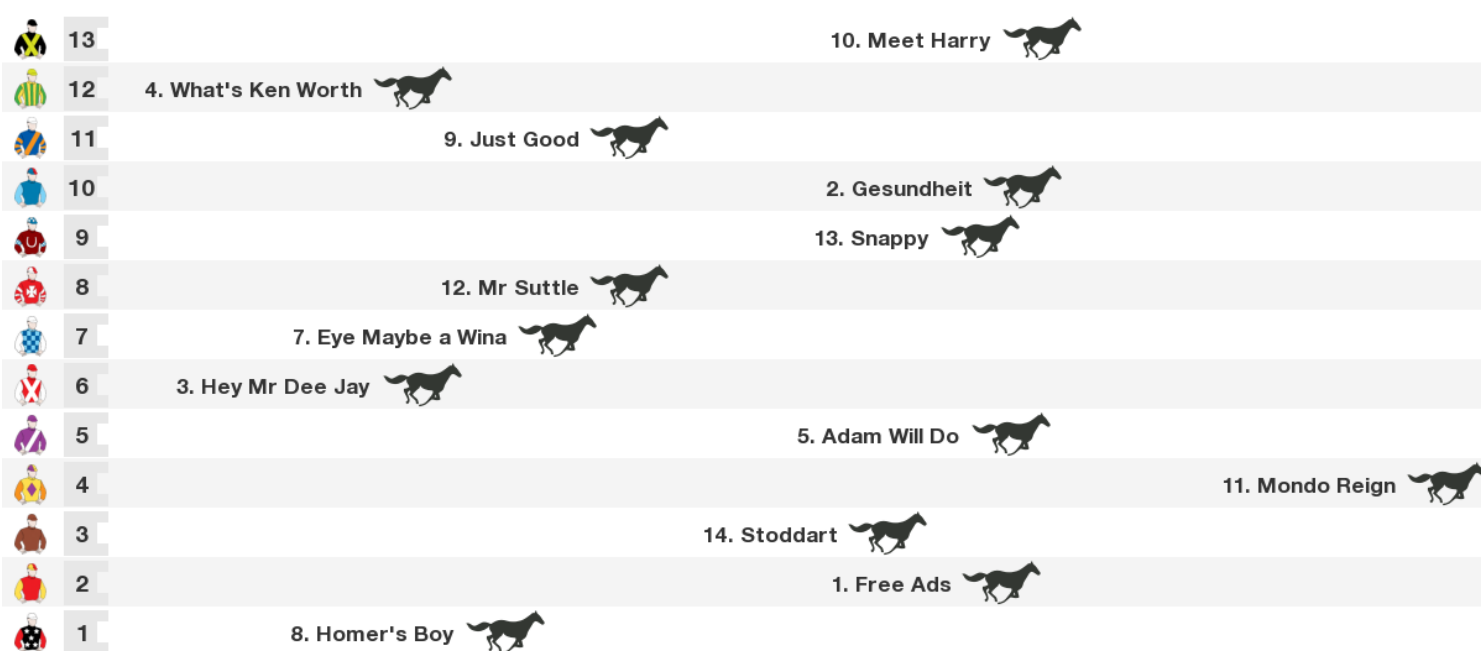 13 10. Meet Harry
12 4. What's Ken Worth
11 9. Just Good
10 2. Gesundheit
9 13. Snappy
8 12. Mr Suttle
7 7. Eye Maybe a Wina
6 3. Hey Mr Dee Jay
5 5. Adam Will Do
4 11. Mondo Reign
3 14. Stoddart
2 1. Free Ads
1 8. Homer's Boy